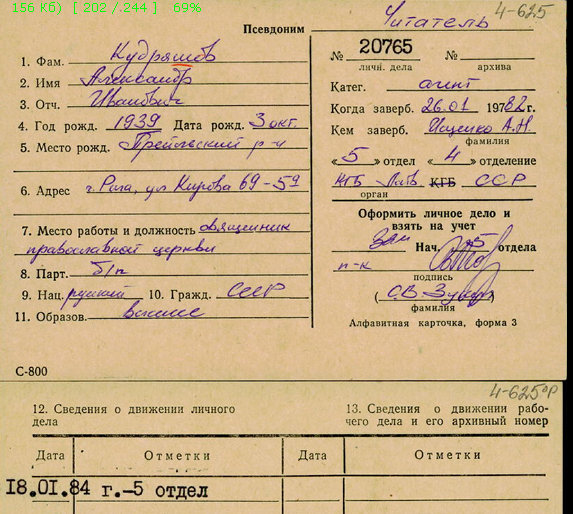 156 Кб) [ 202 / 244 ] 69%
4-625
Псевдоним Читатель
1. Фам. Кудряшов
2. Имя Александр
3. Отч. Иванович
4. Год рожд. 1939 Дата рожд. 3 окт
5. Место рожд. Прейльский р-н
6. Адрес г. Рига, ул Кирова 69-59
7. Место работы и должность священник
православной церкви
8. Парт. б/п
9. Нац. русский 10. Гражд. СССР
11. Образов. высшее
С-800
№ 20765 №
личн. дела архива
Катег. агент
Когда заверб. 26.01 1982 г.
Кем заверб. Ищенко А.Н.
фамилия
«5» отдел «4» отделение
КГБ Латв КГБ ССР
орган
Оформить личное дело и
взять на учет
Зам Нач. 5 отдела
п-к
подпись
фамилия
Алфавитная карточка, форма 3
4-625 ор
12. Сведения о движении личного
дела
13. Сведения о движении рабо-
чего дела и его архивный номер
Дата Отметки Дата Отметки
18.01.84 г.-5 отдел